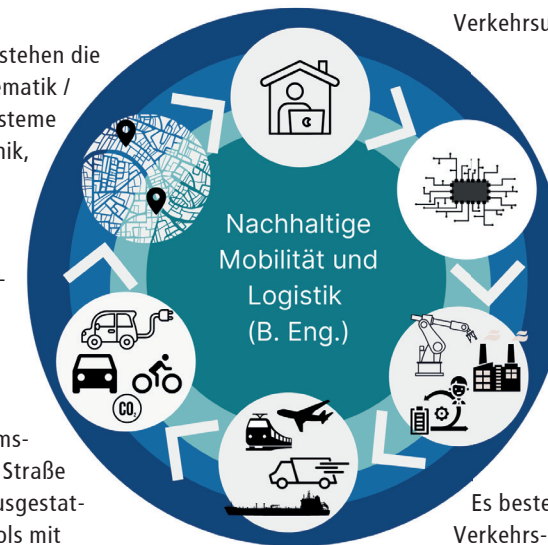 stehen die
ematik /
steme
nik,
-
ms-
Straße
usgestat-
ols mit
Verkehrsu
Nachhaltige
Mobilität und
Logistik
(B. Eng.)
CO₂
Es beste
Verkehrs-